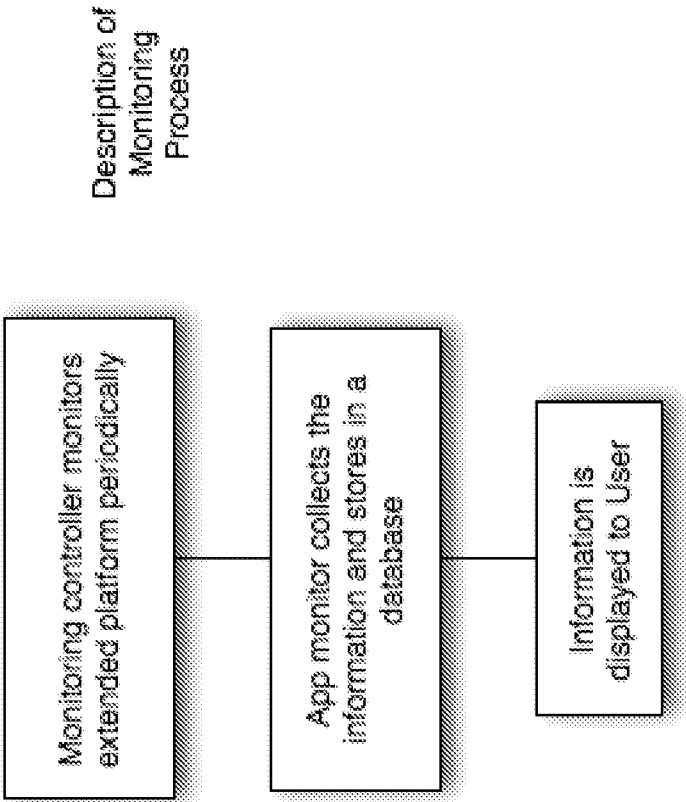 Description of
Monitoring
Process
Monitoring controller monitors
extended platform periodically
App monitor collects the
information and stores in a
database
Information is
displayed to User